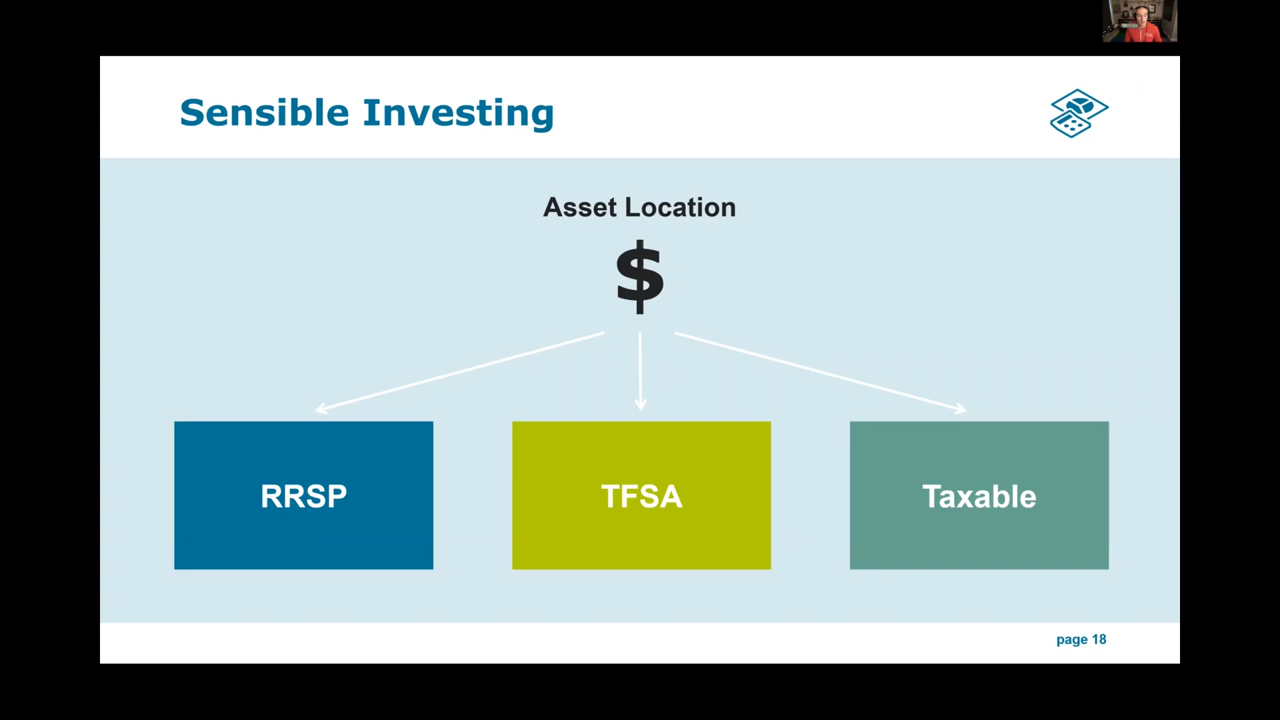 Sensible Investing
Asset Location
$
RRSP
TFSA
Taxable
page 18